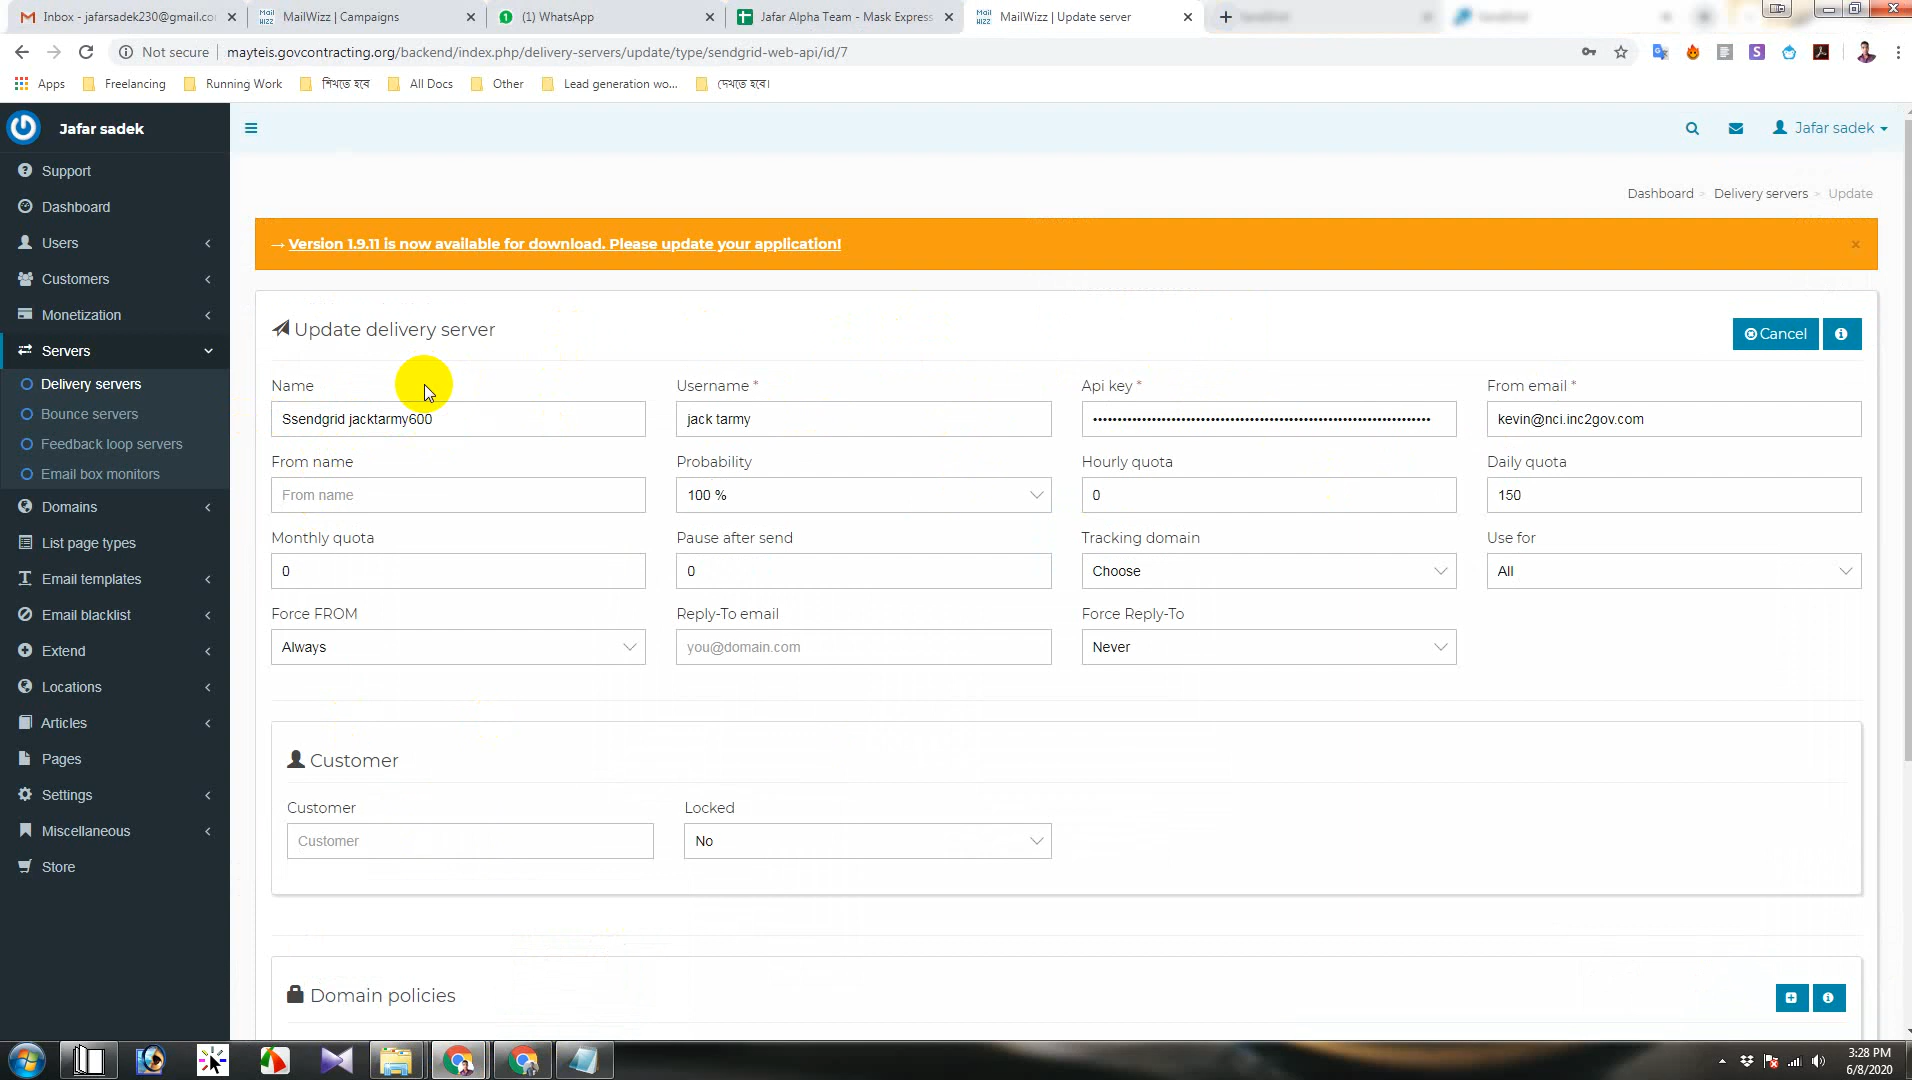 Inbox - jafarsadek230@gmail.co
MailWizz | Campaigns
(1) WhatsApp
Jafar Alpha Team - Mask Express
MailWizz | Update server
Not secure
mayteis.govcontracting.org/backend/index.php/delivery-servers/update/type/sendgrid-web-api/id/7
Apps
Freelancing
Running Work
শিখতে হবে
All Docs
Other
Lead generation wo...
দেখতে হবে।
Jafar sadek
Jafar sadek
Support
Dashboard
Users
Customers
Monetization
Servers
Delivery servers
Bounce servers
Feedback loop servers
Email box monitors
Domains
List page types
Email templates
Email blacklist
Extend
Locations
Articles
Pages
Settings
Miscellaneous
Store
Dashboard > Delivery servers > Update
→ Version 1.9.11 is now available for download. Please update your application!
×
Update delivery server
Cancel
Name
Username *
Api key *
From email *
Ssendgrid jacktarmy600
jack tarmy
kevin@nci.inc2gov.com
From name
Probability
Hourly quota
Daily quota
From name
100 %
0
150
Monthly quota
Pause after send
Tracking domain
Use for
0
0
Choose
All
Force FROM
Reply-To email
Force Reply-To
Always
you@domain.com
Never
Customer
Customer
Locked
Customer
No
Domain policies
3:28 PM
6/8/2020